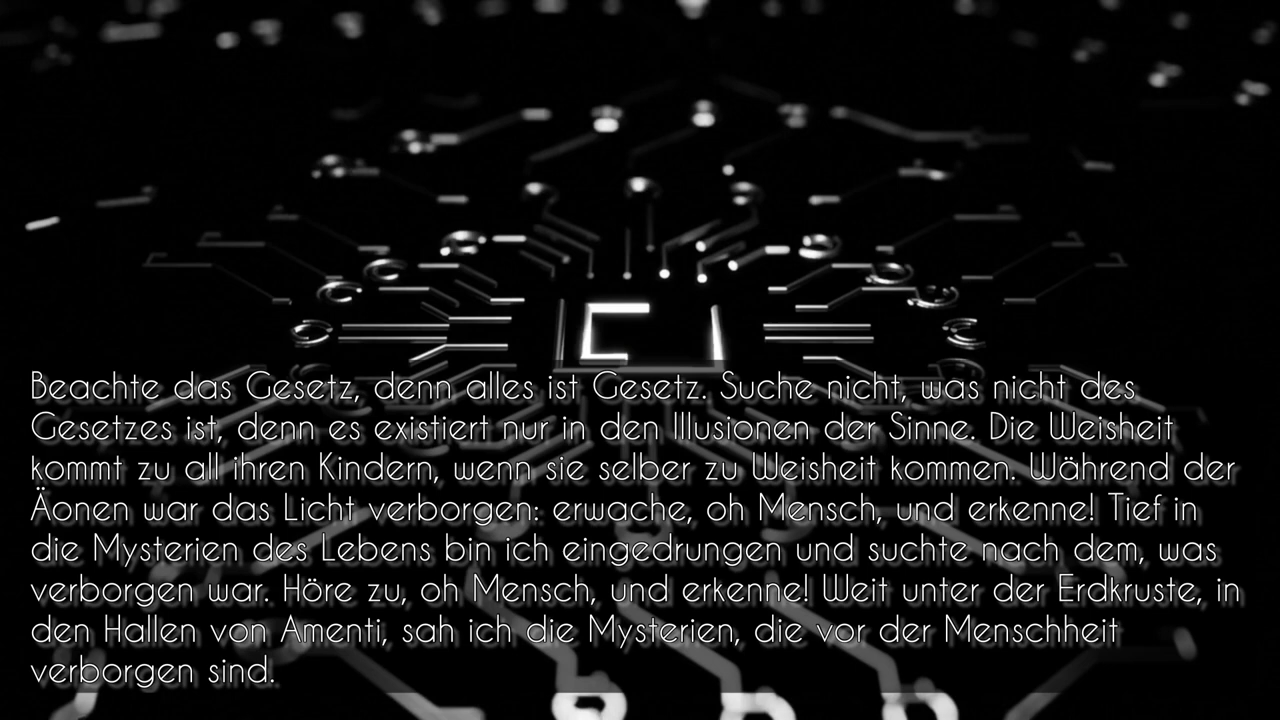 Beachte das Gesetz, denn alles ist Gesetz. Suche nicht, was nicht des
Gesetzes ist, denn es existiert nur in den Illusionen der Sinne. Die Weisheit
kommt zu all ihren Kindern, wenn sie selber zu Weisheit kommen. Während der
Äonen war das Licht verborgen: erwache, oh Mensch, und erkenne! Tief in
die Mysterien des Lebens bin ich eingedrungen und suchte nach dem, was
verborgen war. Höre zu, oh Mensch, und erkenne! Weit unter der Erdkruste, in
den Hallen von Amenti, sah ich die Mysterien, die vor der Menschheit
verborgen sind.